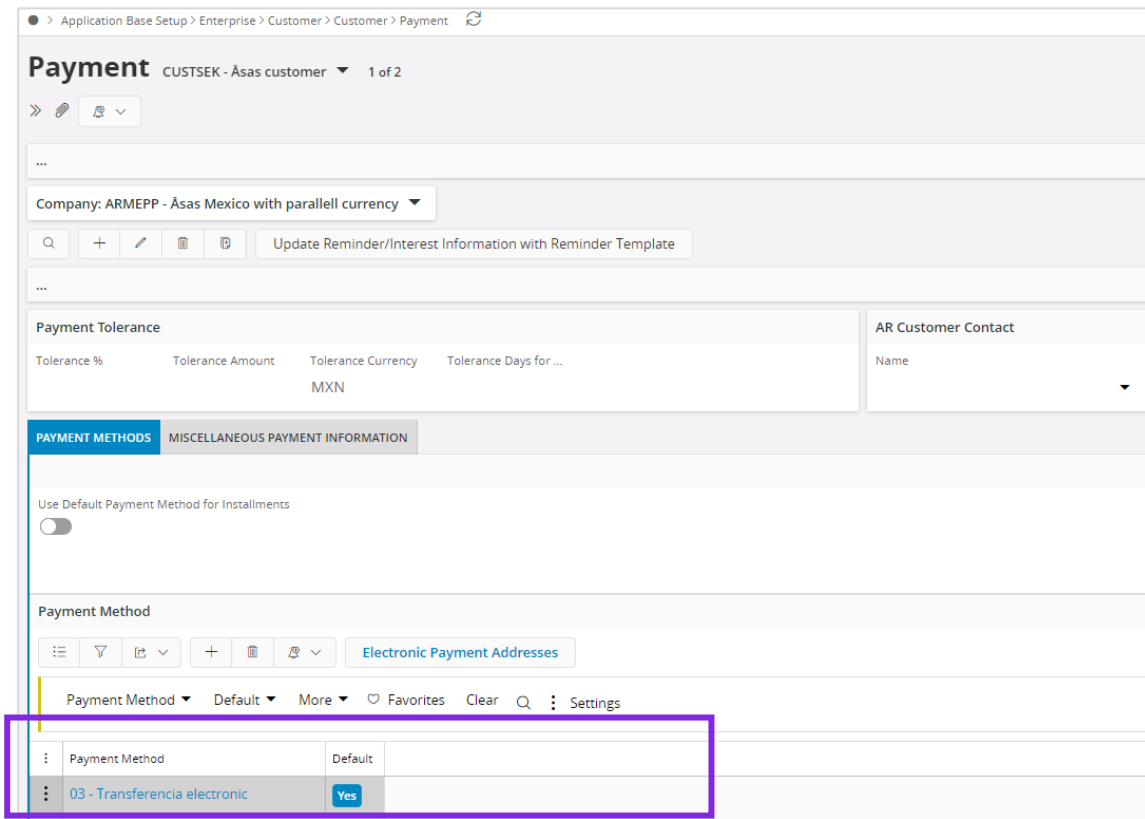 > Application Base Setup > Enterprise > Customer > Customer > Payment
Payment CUSTSEK - Åsas customer 1 of 2
...
Company: ARMEPP - Åsas Mexico with parallell currency
Update Reminder/Interest Information with Reminder Template
...
Payment Tolerance
AR Customer Contact
Tolerance % Tolerance Amount Tolerance Currency Tolerance Days for ...
Name
MXN
PAYMENT METHODS MISCELLANEOUS PAYMENT INFORMATION
Use Default Payment Method for Installments
Payment Method
Electronic Payment Addresses
Payment Method Default More Favorites Clear Settings
Payment Method Default
03 - Transferencia electronic Yes